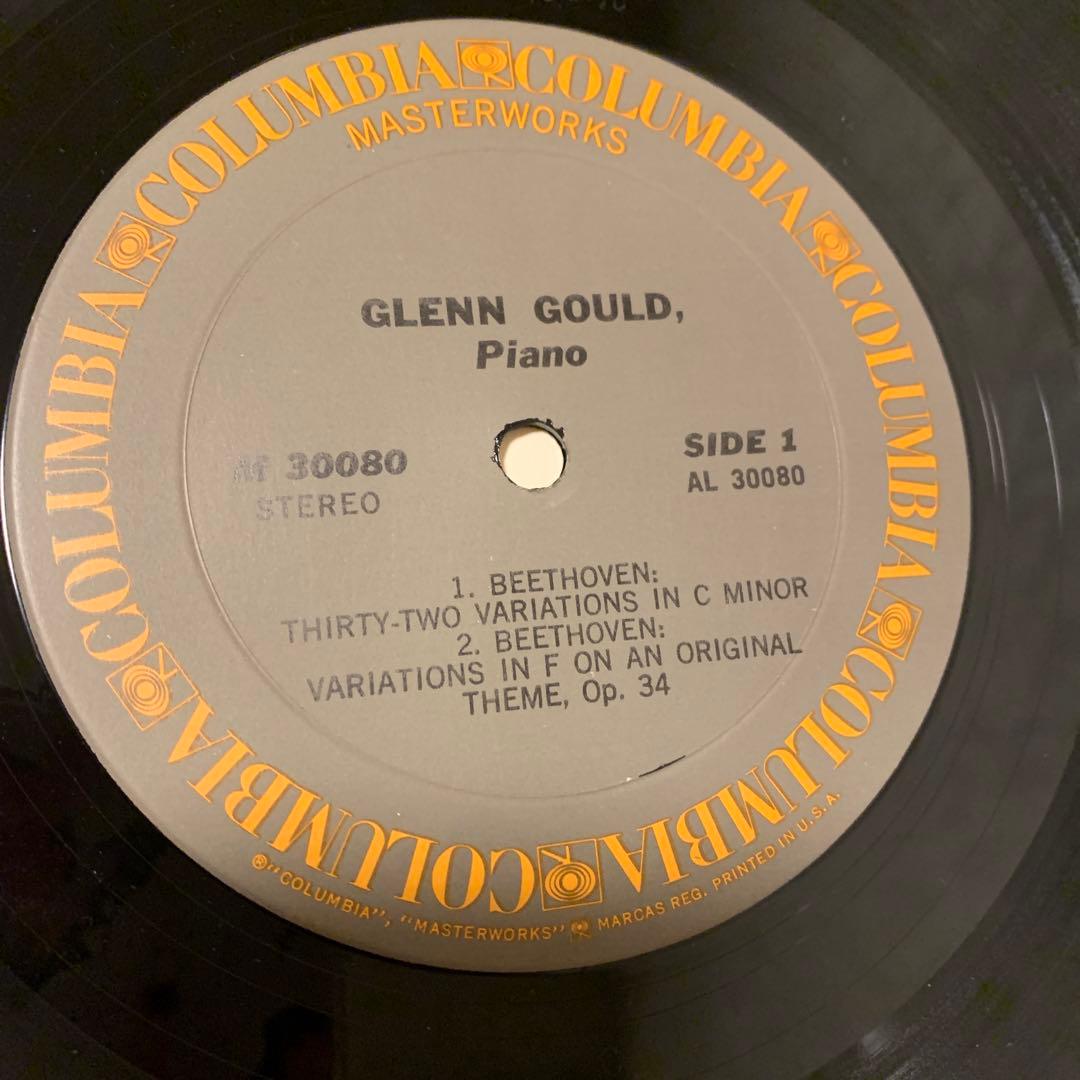 COLUMBIA COLUMBIA COLUMBIA COLUMBIA COLUMBIA COLUMBIA
MASTERWORKS
GLENN GOULD,
Piano
30080
STEREO
SIDE 1
AL 30080
1. BEETHOVEN:
THIRTY-TWO VARIATIONS IN C MINOR
2. BEETHOVEN:
VARIATIONS IN F ON AN ORIGINAL
THEME, Op. 34
®"COLUMBIA", "MASTERWORKS" MARCAS REG. PRINTED IN U.S.A.